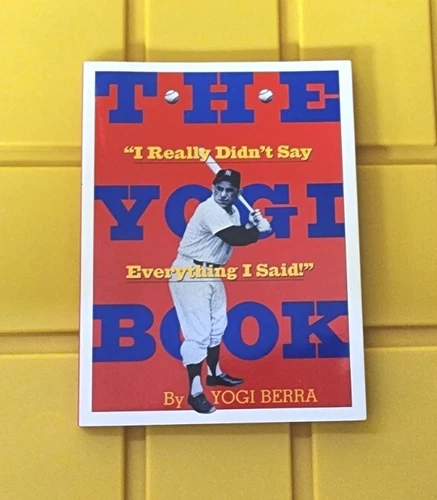 THE
“I Really Didn't Say
YOGI
Everything I Said!”
BOOK
By YOGI BERRA